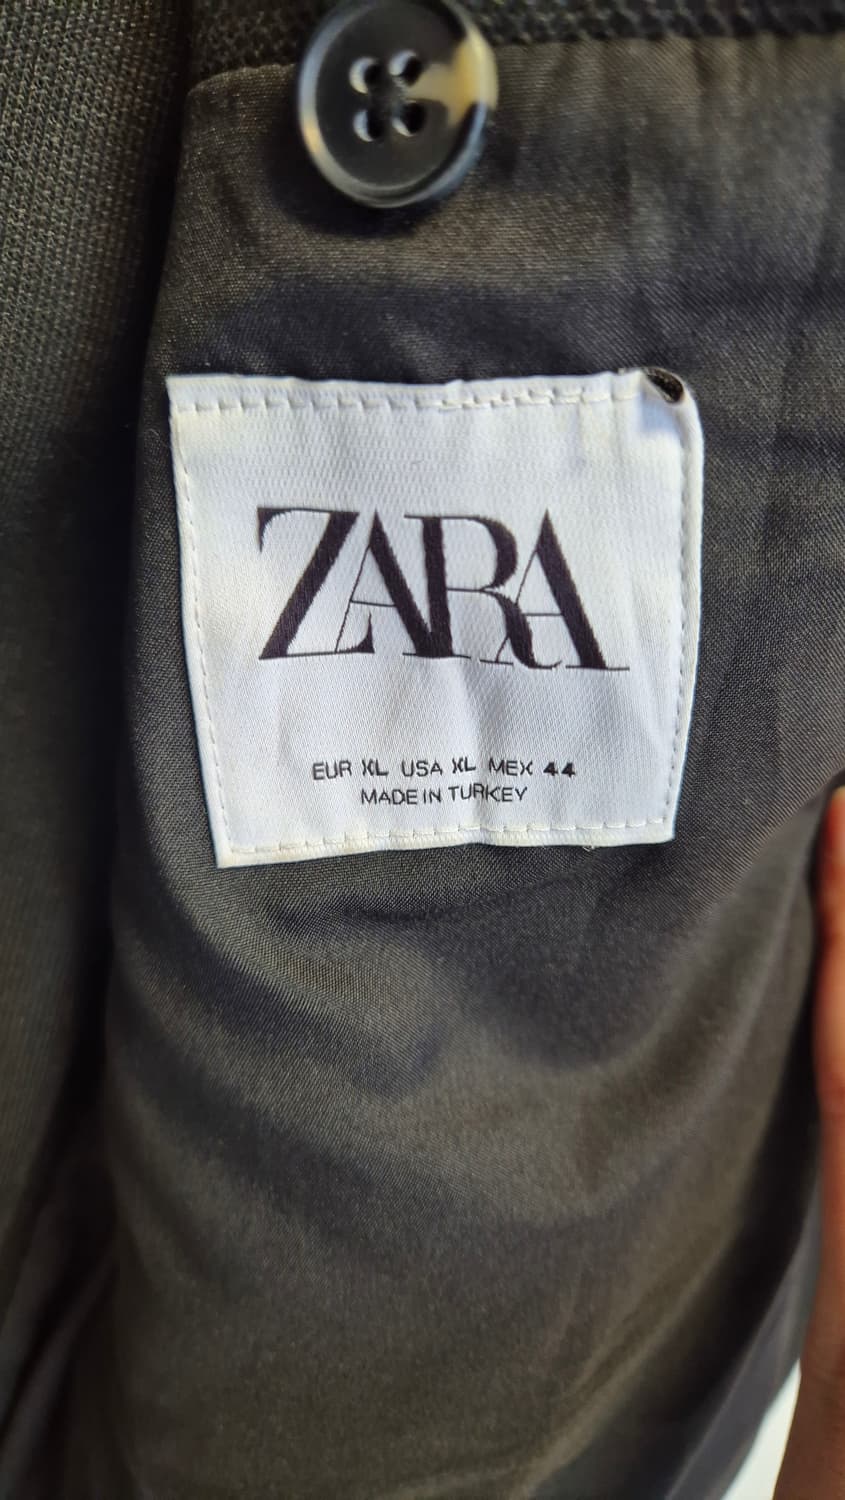 ZARA
EUR XL USA XL MEX 44
MADE IN TURKEY